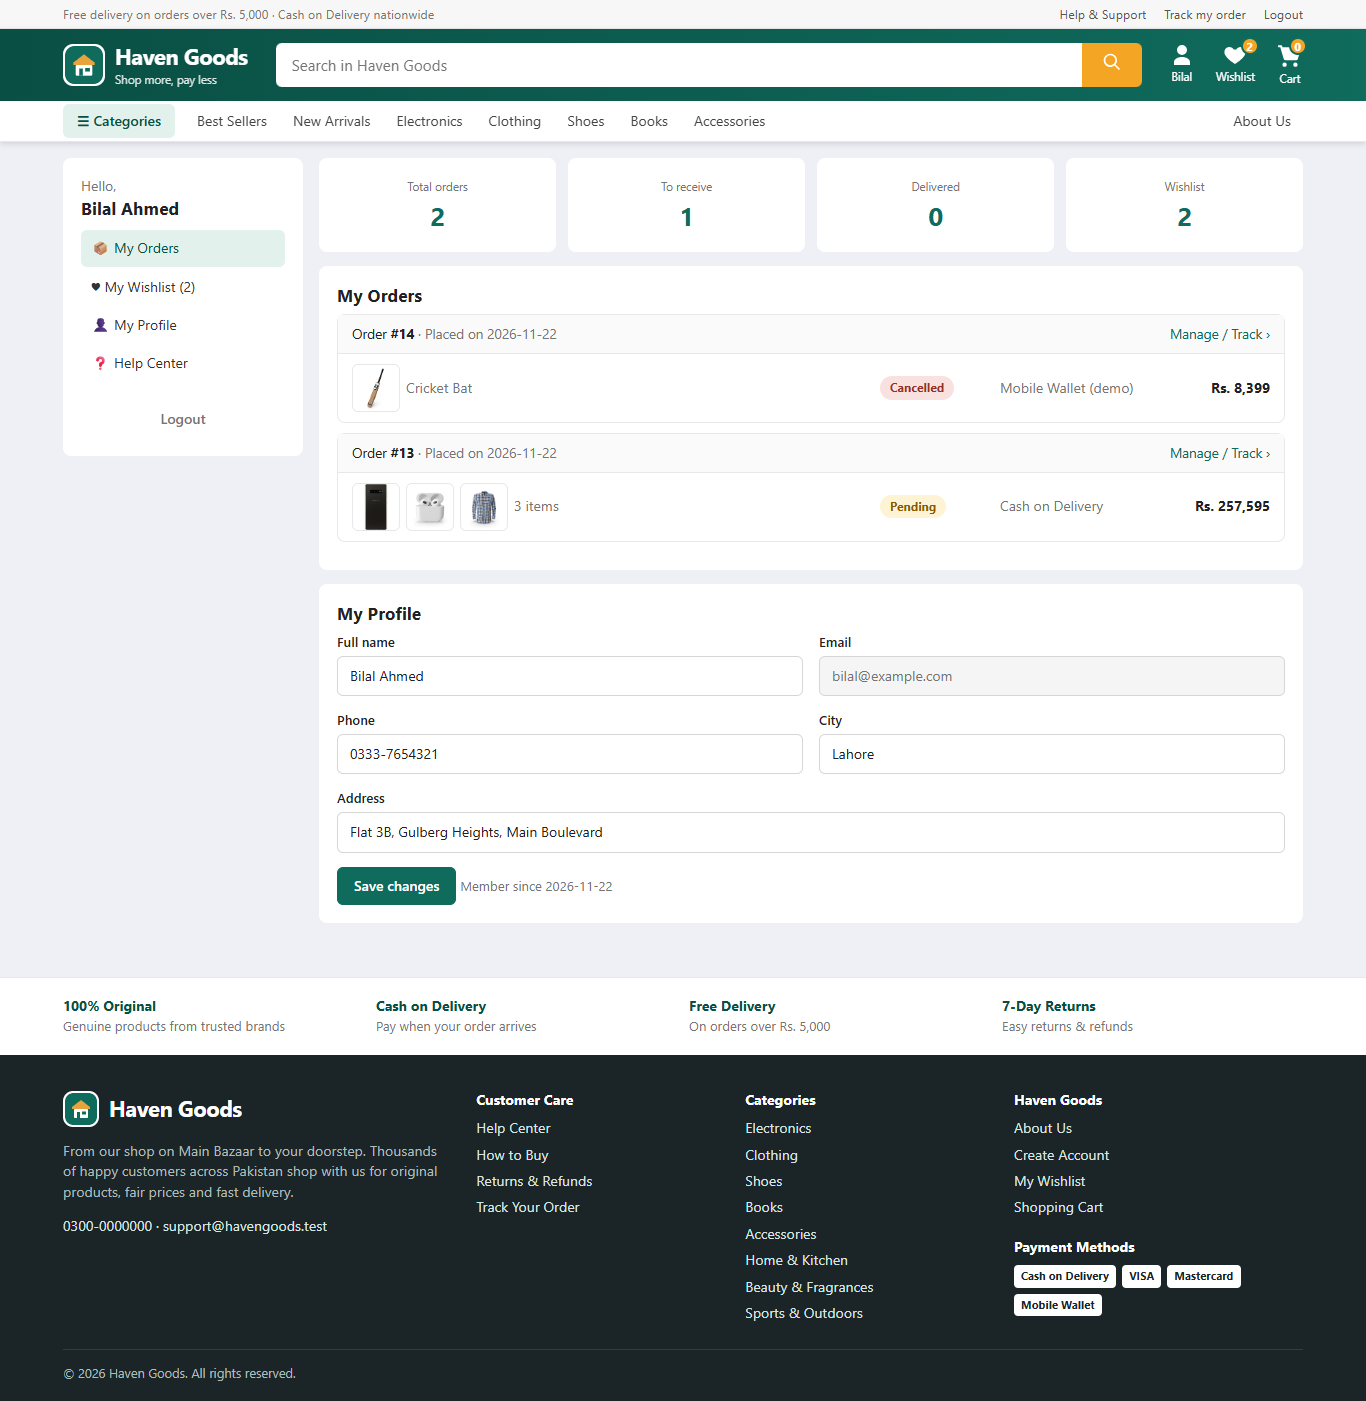 Free delivery on orders over Rs. 5,000 · Cash on Delivery nationwide
Help & Support Track my order Logout
Haven Goods
Shop more, pay less
Search in Haven Goods
Bilal
2
Wishlist
0
Cart
☰ Categories Best Sellers New Arrivals Electronics Clothing Shoes Books Accessories About Us
Hello,
Bilal Ahmed
My Orders
♥ My Wishlist (2)
My Profile
❓ Help Center
Logout
Total orders
2
To receive
1
Delivered
0
Wishlist
2
My Orders
Order #14 · Placed on 2026-11-22 Manage / Track ›
Cricket Bat Cancelled Mobile Wallet (demo) Rs. 8,399
Order #13 · Placed on 2026-11-22 Manage / Track ›
3 items Pending Cash on Delivery Rs. 257,595
My Profile
Full name
Bilal Ahmed
Email
bilal@example.com
Phone
0333-7654321
City
Lahore
Address
Flat 3B, Gulberg Heights, Main Boulevard
Save changes Member since 2026-11-22
100% Original
Genuine products from trusted brands
Cash on Delivery
Pay when your order arrives
Free Delivery
On orders over Rs. 5,000
7-Day Returns
Easy returns & refunds
Haven Goods
From our shop on Main Bazaar to your doorstep. Thousands
of happy customers across Pakistan shop with us for original
products, fair prices and fast delivery.
0300-0000000 · support@havengoods.test
Customer Care
Help Center
How to Buy
Returns & Refunds
Track Your Order
Categories
Electronics
Clothing
Shoes
Books
Accessories
Home & Kitchen
Beauty & Fragrances
Sports & Outdoors
Haven Goods
About Us
Create Account
My Wishlist
Shopping Cart
Payment Methods
Cash on Delivery VISA Mastercard
Mobile Wallet
© 2026 Haven Goods. All rights reserved.